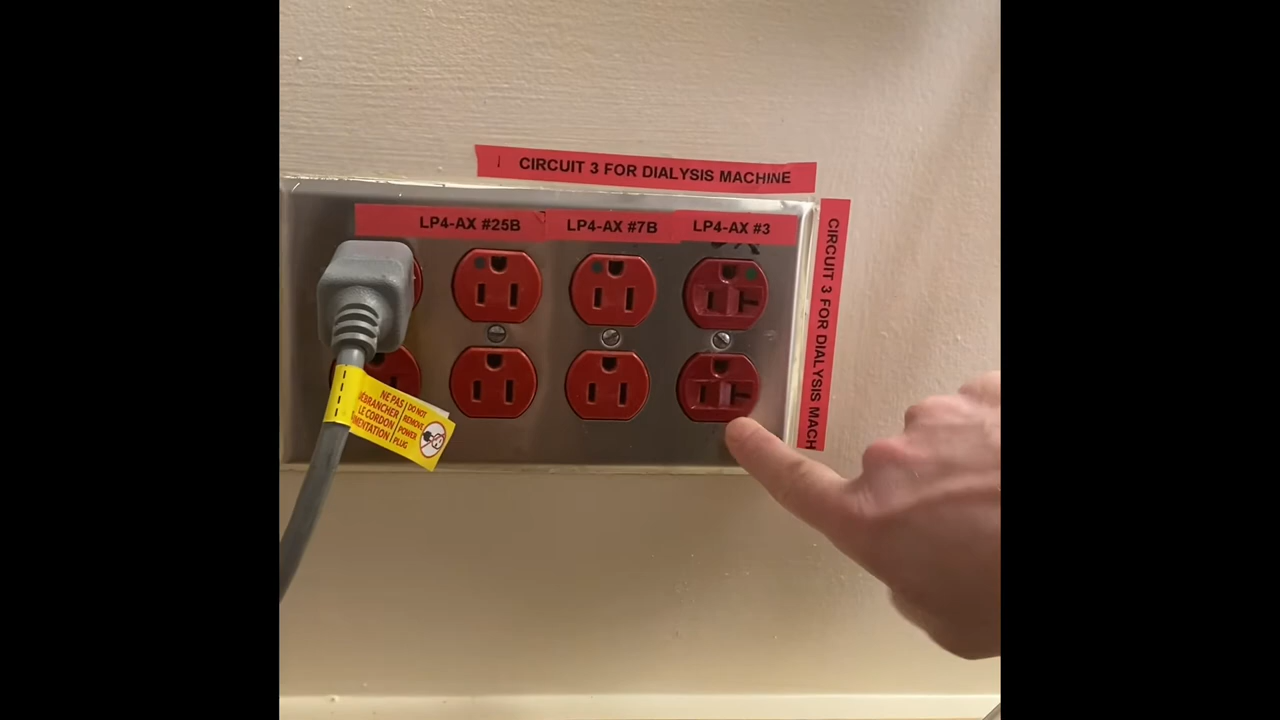 CIRCUIT 3 FOR DIALYSIS MACHINE
LP4-AX #25B
LP4-AX #7B
LP4-AX #3
CIRCUIT 3 FOR DIALYSIS MACH
NE PAS
DÉBRANCHER
LE CORDON
DO NOT
REMOVE
POWER
PLUG